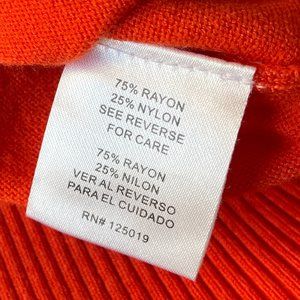 75% RAYON
25% NYLON
SEE REVERSE
FOR CARE
75% RAYON
25% NILON
VER AL REVERSO
PARA EL CUIDADO
RN# 125019